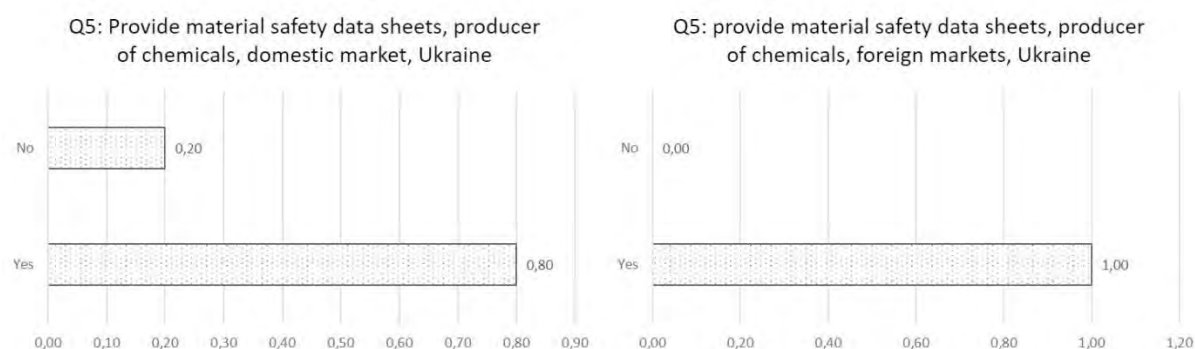 Q5: Provide material safety data sheets, producer
of chemicals, domestic market, Ukraine
No
0,20
Yes
0,80
0,00 0,10 0,20 0,30 0,40 0,50 0,60 0,70 0,80 0,90
Q5: provide material safety data sheets, producer
of chemicals, foreign markets, Ukraine
No
0,00
Yes
1,00
0,00 0,20 0,40 0,60 0,80 1,00 1,20